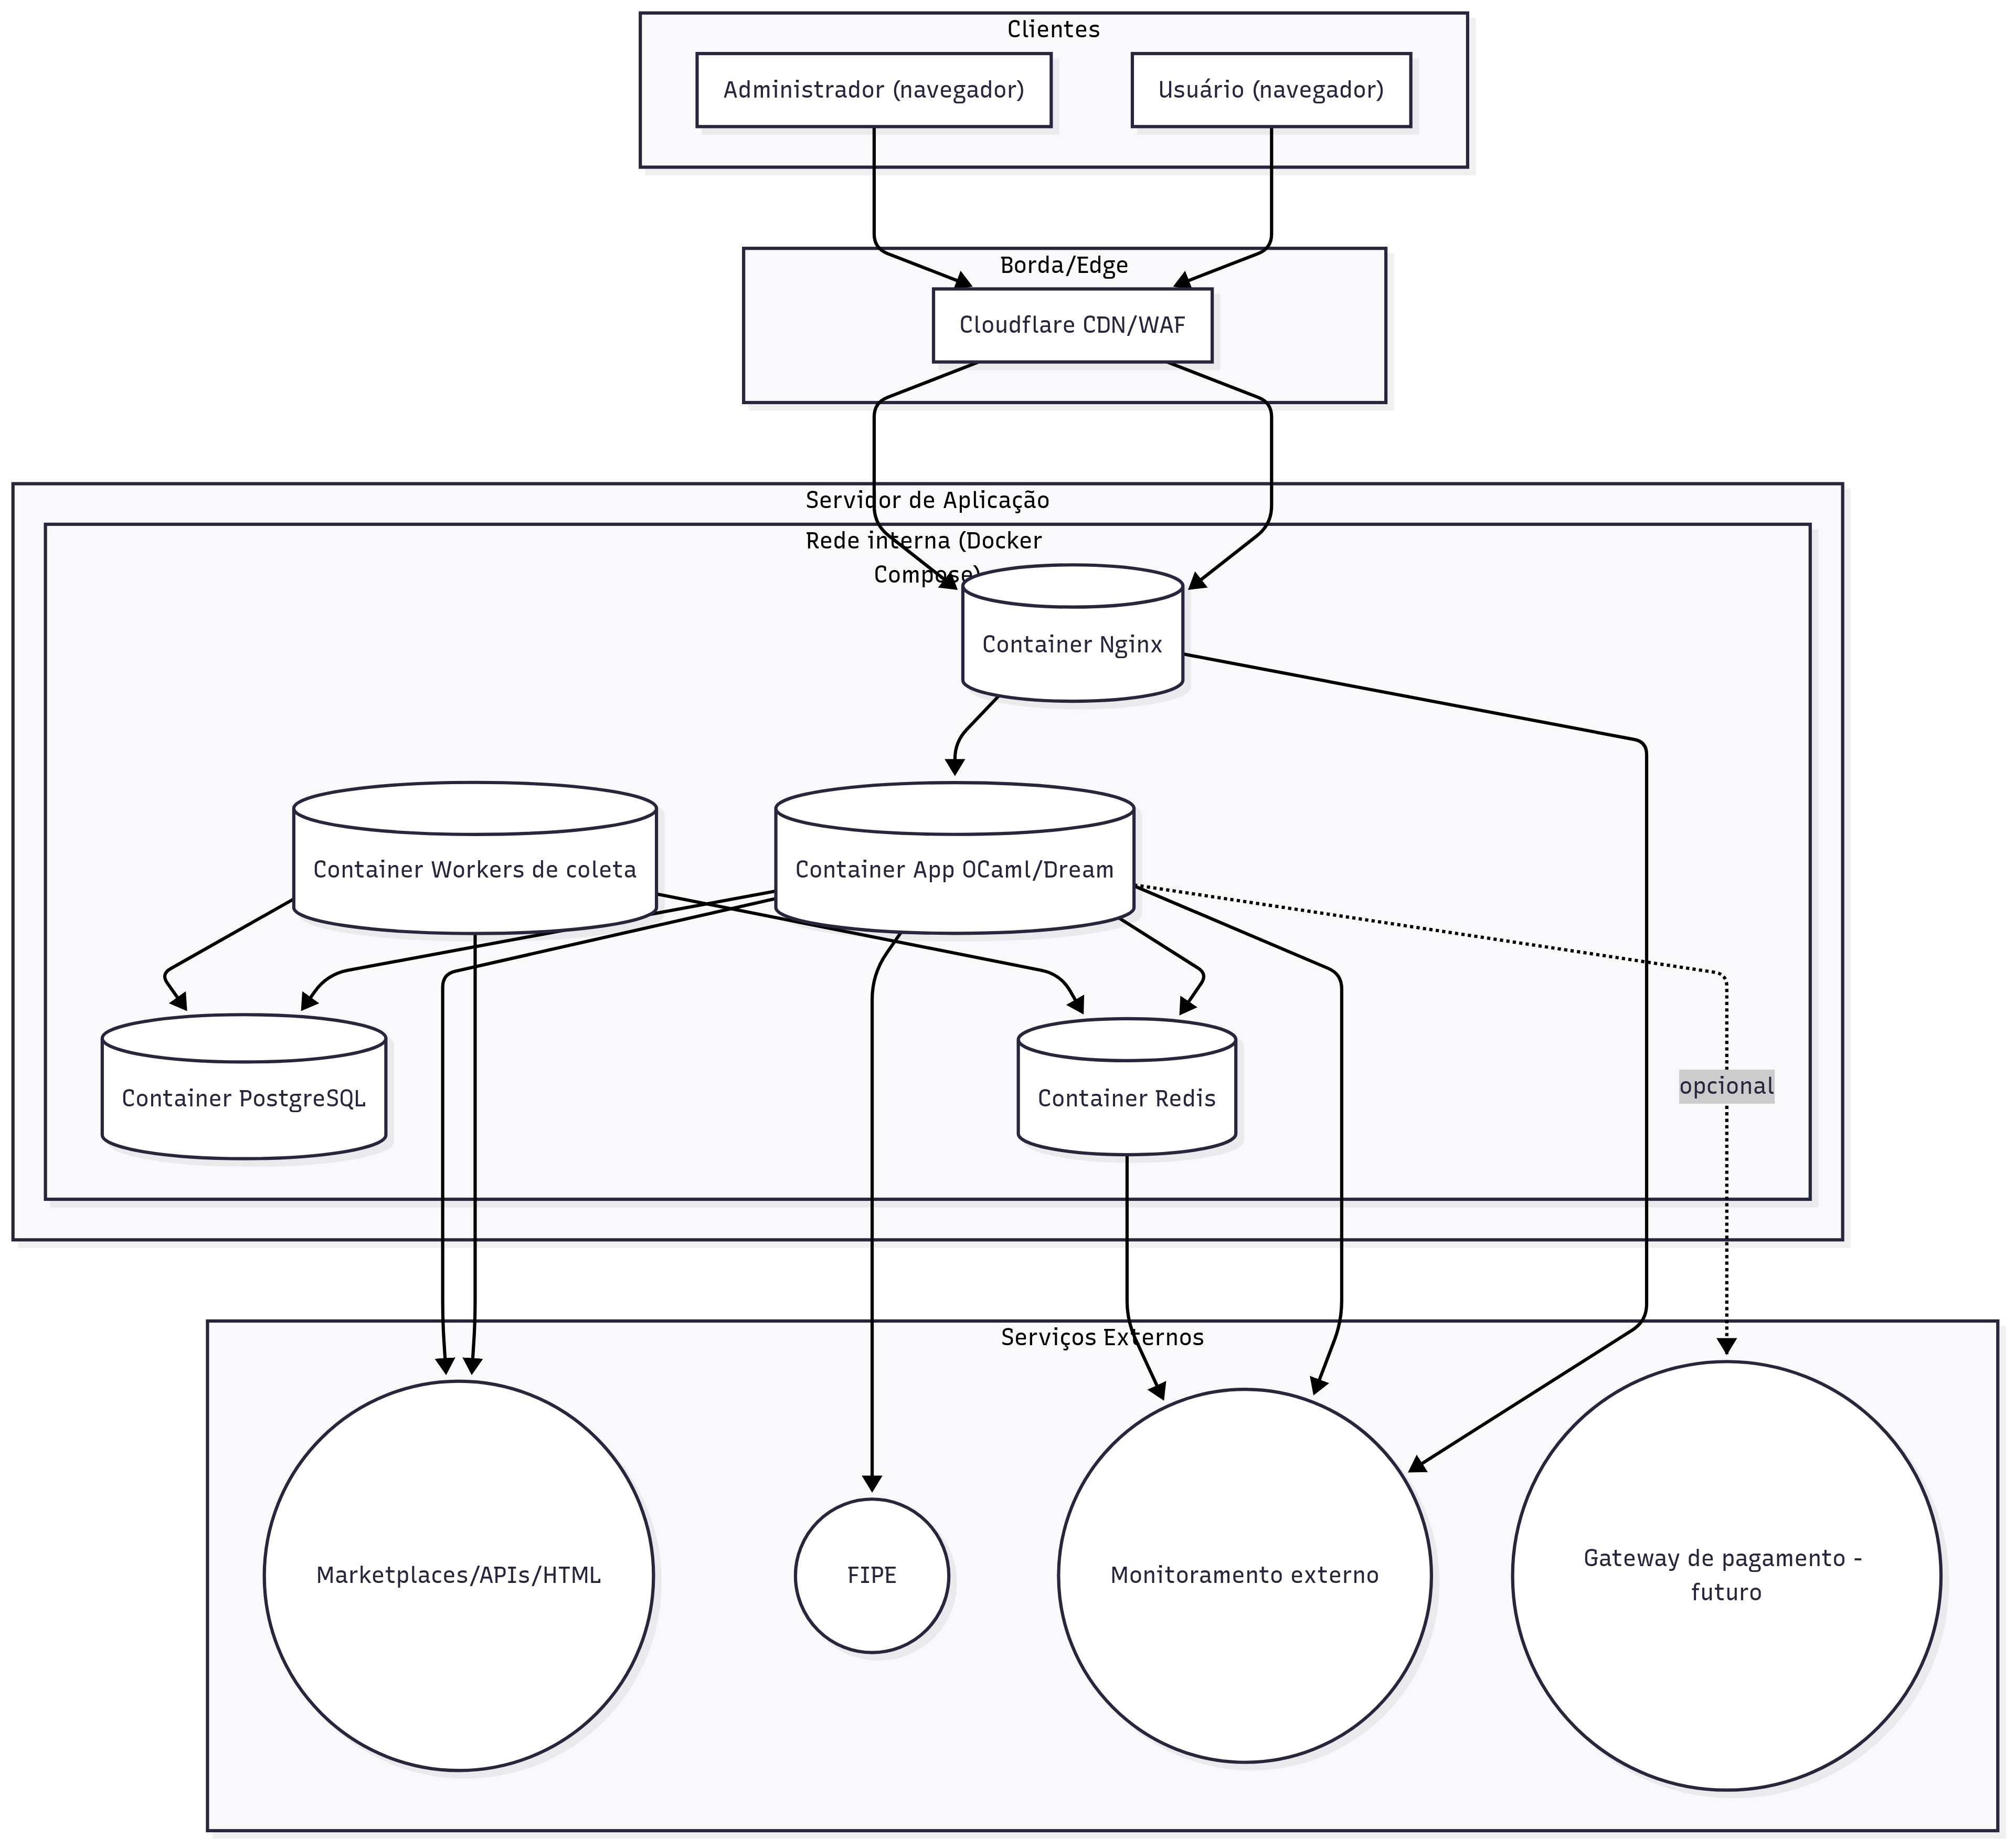 Clientes
Administrador (navegador)
Usuário (navegador)
Borda/Edge
Cloudflare CDN/WAF
Servidor de Aplicação
Rede interna (Docker
Compose)
Container Nginx
Container Workers de coleta
Container App OCaml/Dream
Container PostgreSQL
Container Redis
opcional
Serviços Externos
Marketplaces/APIs/HTML
FIPE
Monitoramento externo
Gateway de pagamento -
futuro